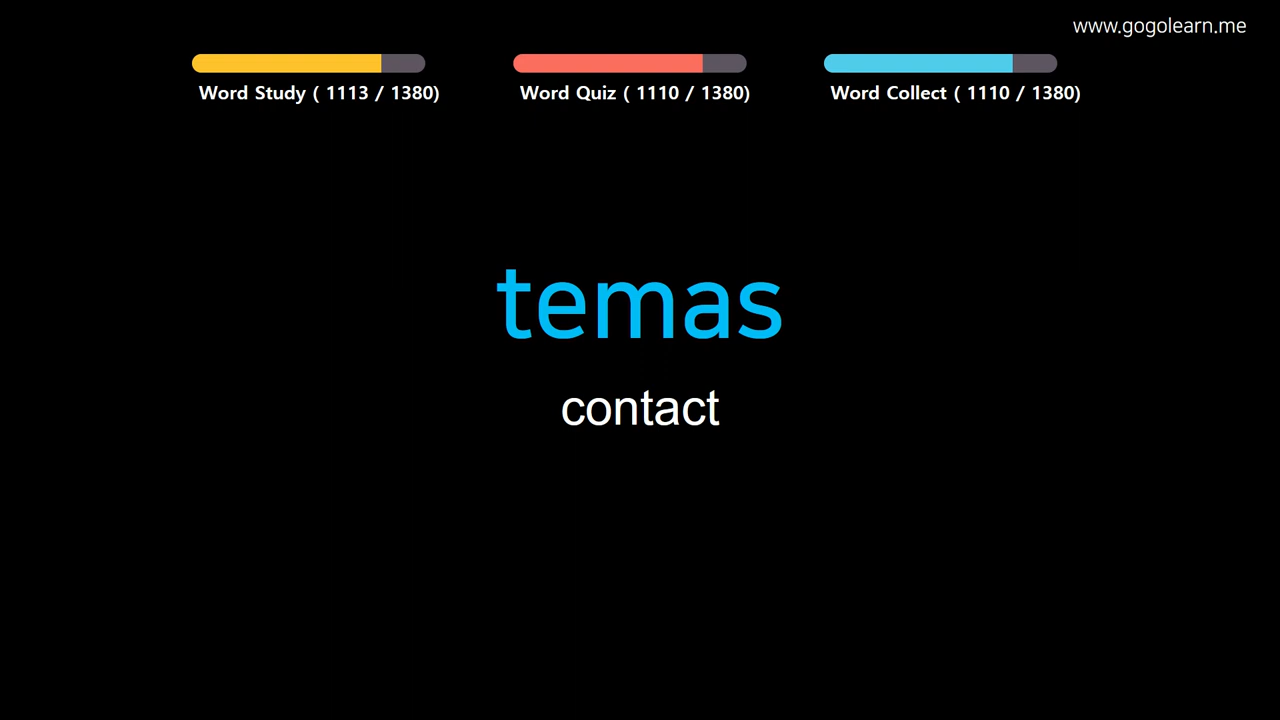 www.gogolearn.me
Word Study ( 1113 / 1380)
Word Quiz ( 1110 / 1380)
Word Collect ( 1110 / 1380)
temas
contact